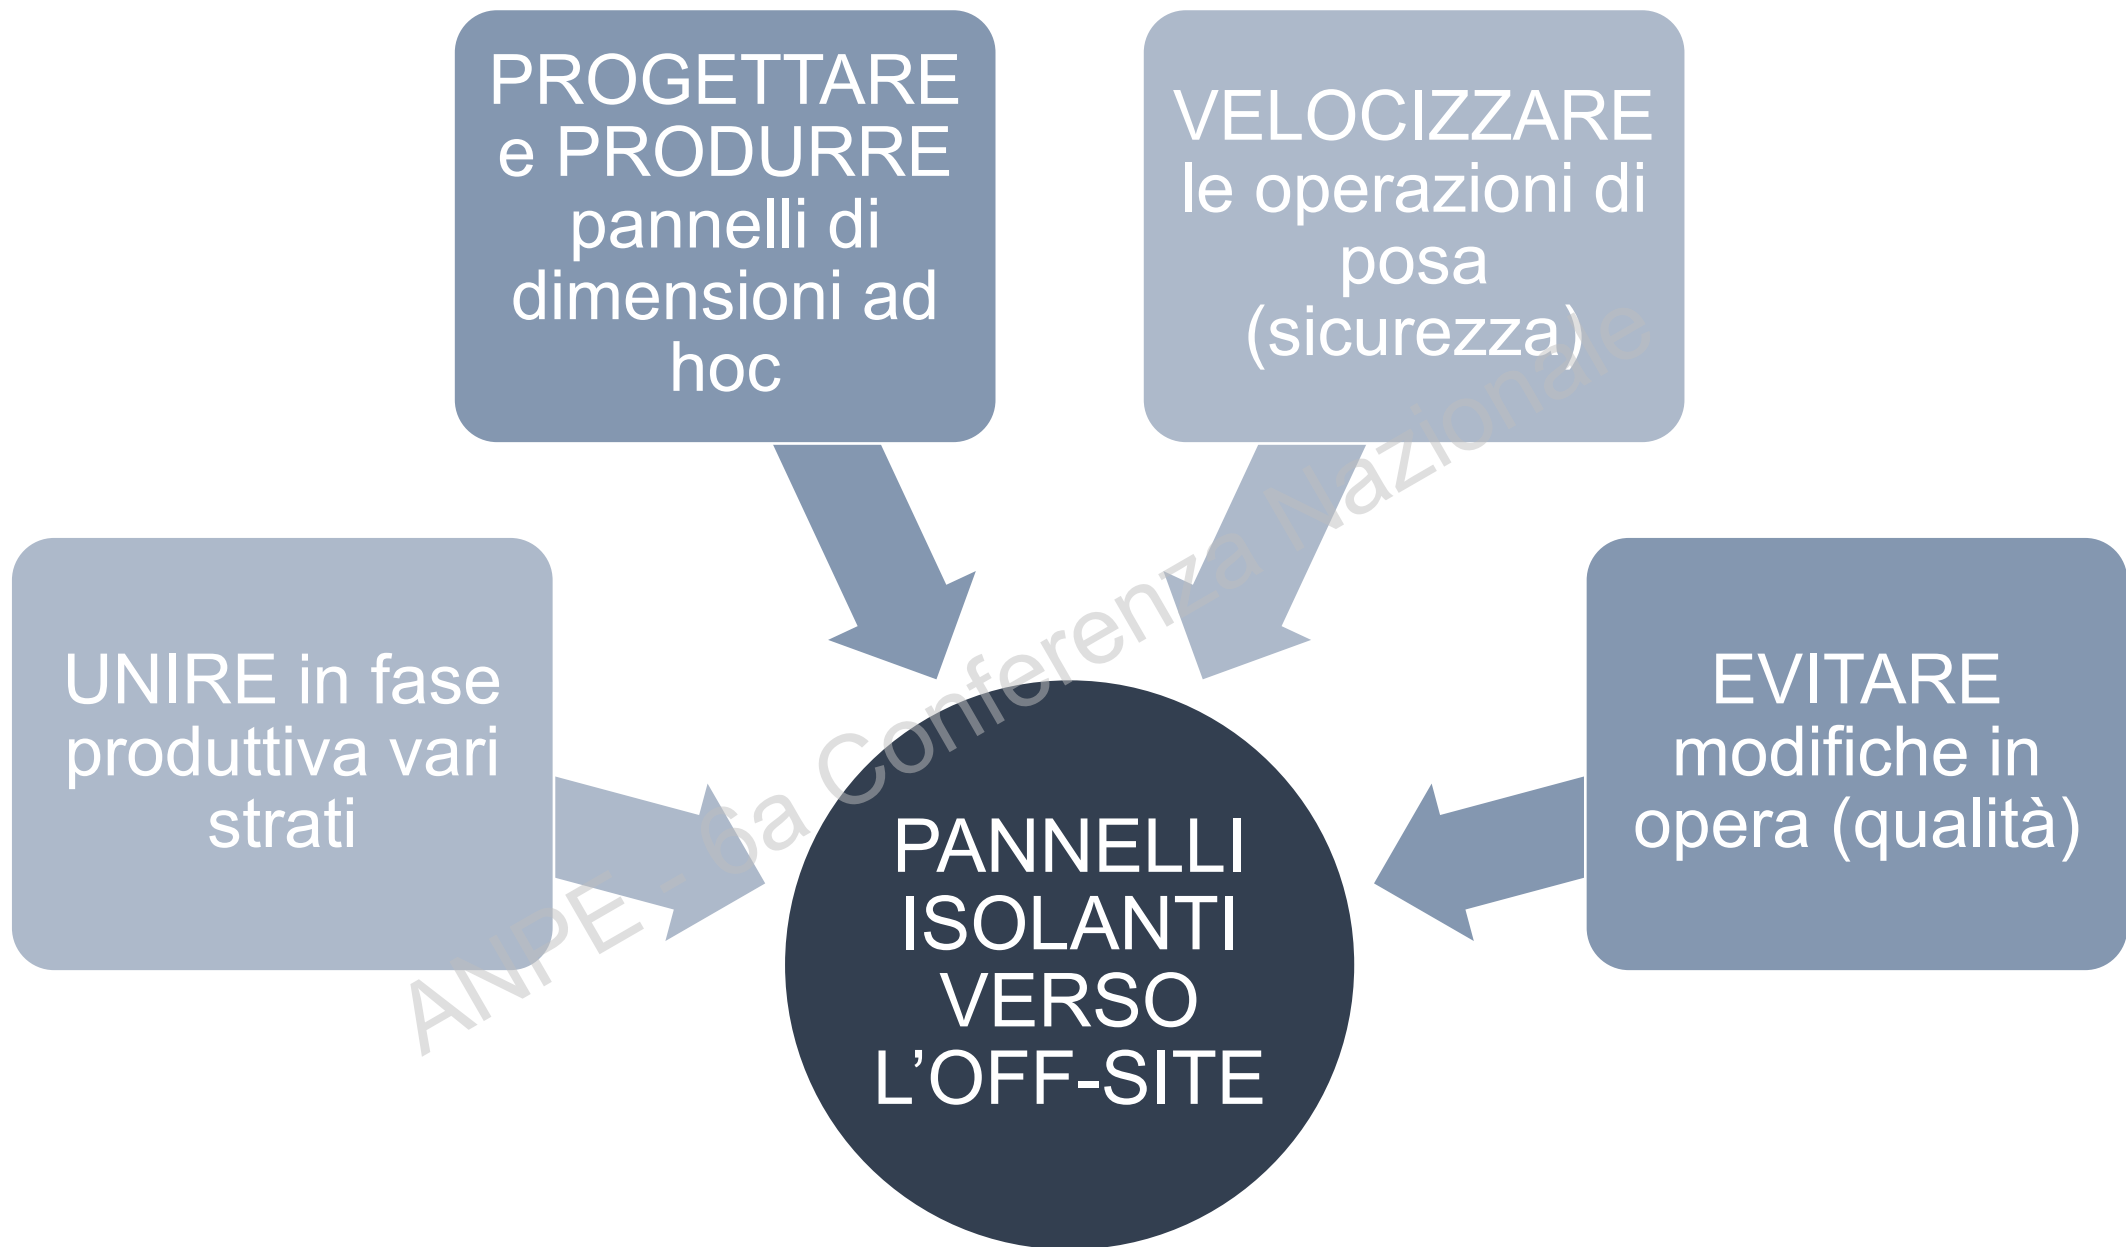 PROGETTARE
e PRODURRE
pannelli di
dimensioni ad
hoc
VELOCIZZARE
le operazioni di
posa
(sicurezza)
UNIRE in fase
produttiva vari
strati
EVITARE
modifiche in
opera (qualità)
PANNELLI
ISOLANTI
VERSO
L’OFF-SITE
ANPE - 6a Conferenza Nazionale